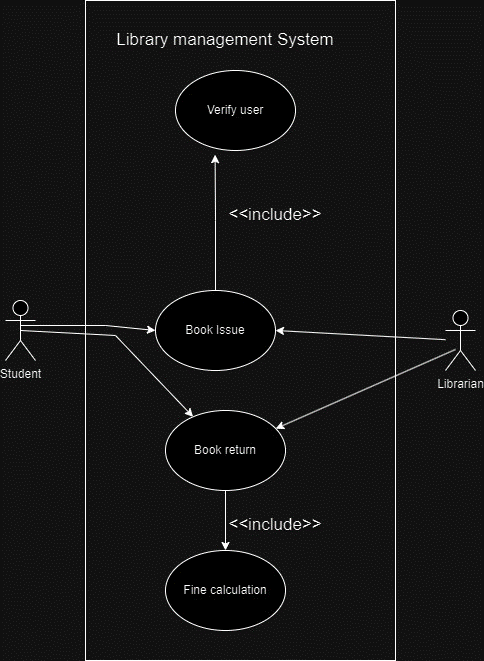 Library management System
Verify user
<<include>>
Book Issue
Student
Librarian
Book return
<<include>>
Fine calculation